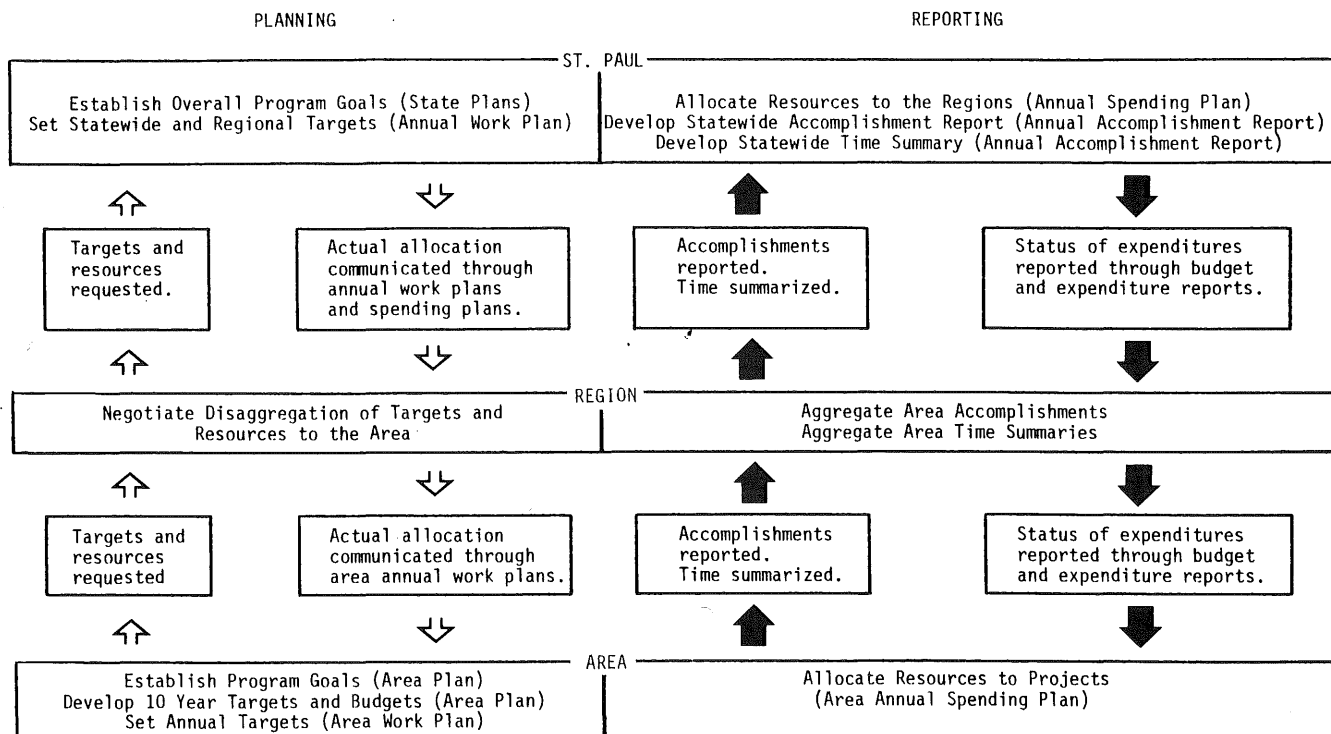 PLANNING
REPORTING
ST. PAUL
Establish Overall Program Goals (State Plans)
Set Statewide and Regional Targets (Annual Work Plan)
Allocate Resources to the Regions (Annual Spending Plan)
Develop Statewide Accomplishment Report (Annual Accomplishment Report)
Develop Statewide Time Summary (Annual Accomplishment Report)
Targets and
resources
requested.
Actual allocation
communicated through
annual work plans
and spending plans.
Accomplishments
reported.
Time summarized.
Status of expenditures
reported through budget
and expenditure reports.
REGION
Negotiate Disaggregation of Targets and
Resources to the Area
Aggregate Area Accomplishments
Aggregate Area Time Summaries
Targets and
resources
requested
Actual allocation
communicated through
area annual work plans.
Accomplishments
reported.
Time summarized.
Status of expenditures
reported through budget
and expenditure reports.
AREA
Establish Program Goals (Area Plan)
Develop 10 Year Targets and Budgets (Area Plan)
Set Annual Targets (Area Work Plan)
Allocate Resources to Projects
(Area Annual Spending Plan)